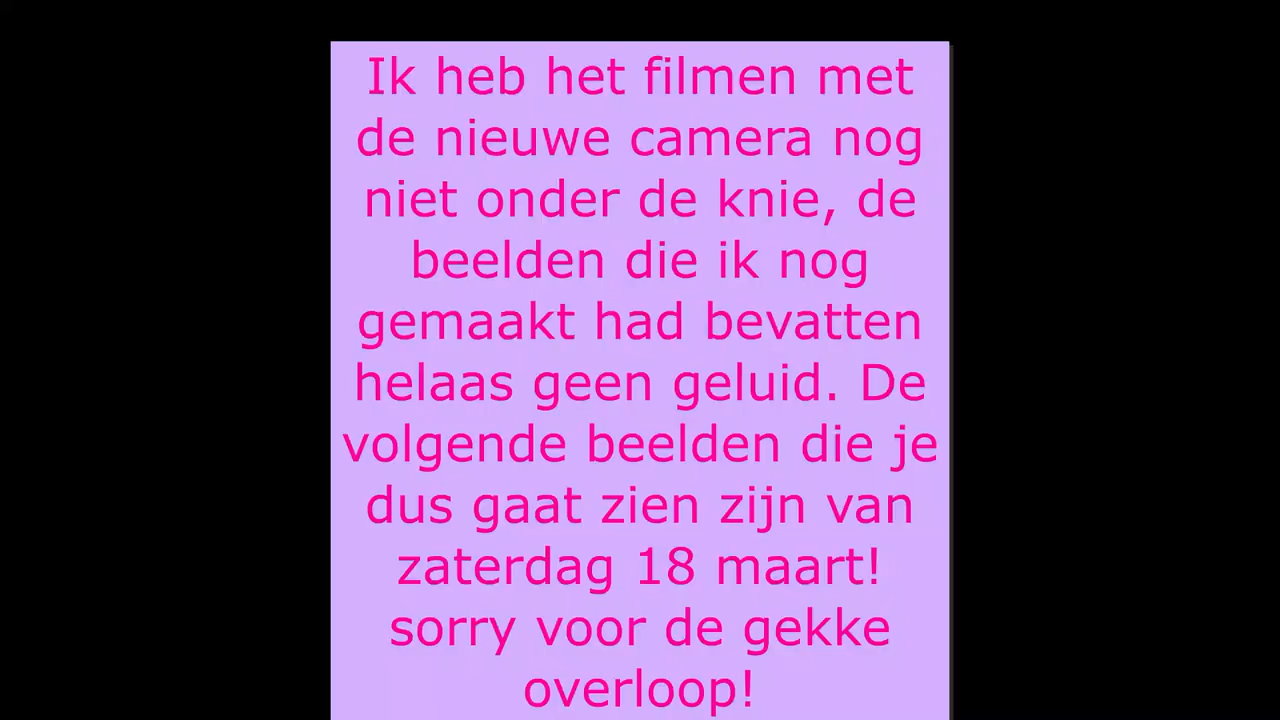 Ik heb het filmen met
de nieuwe camera nog
niet onder de knie, de
beelden die ik nog
gemaakt had bevatten
helaas geen geluid. De
volgende beelden die je
dus gaat zien zijn van
zaterdag 18 maart!
sorry voor de gekke
overloop!